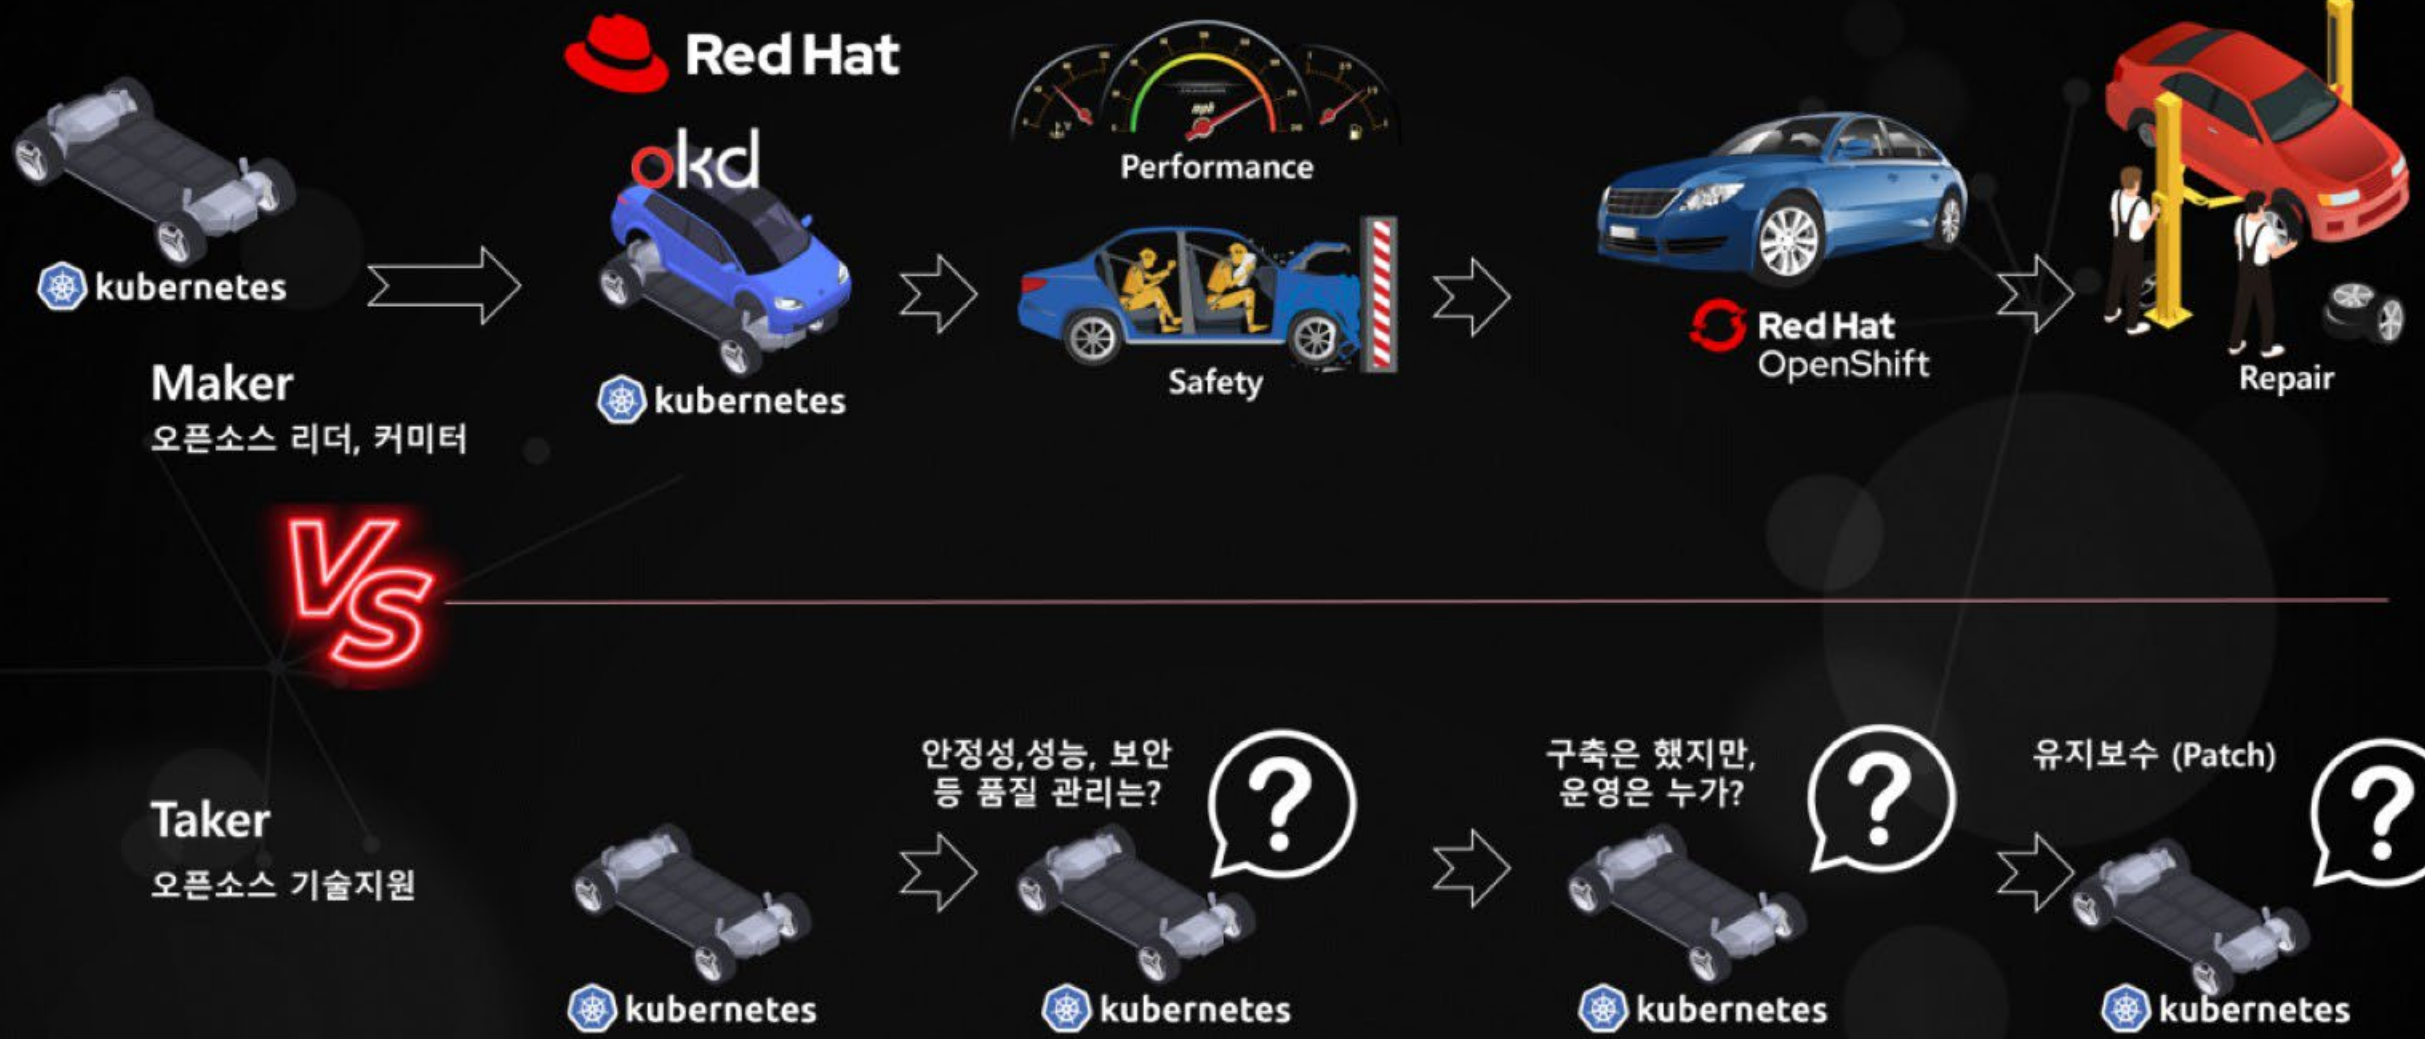 Red Hat
okd
Performance
kubernetes
Maker
오픈소스 리더, 커미터
kubernetes
Safety
Red Hat
OpenShift
Repair
VS
Taker
오픈소스 기술지원
kubernetes
안정성,성능, 보안
등 품질 관리는?
?
kubernetes
구축은 했지만,
운영은 누가?
?
kubernetes
유지보수 (Patch)
?
kubernetes